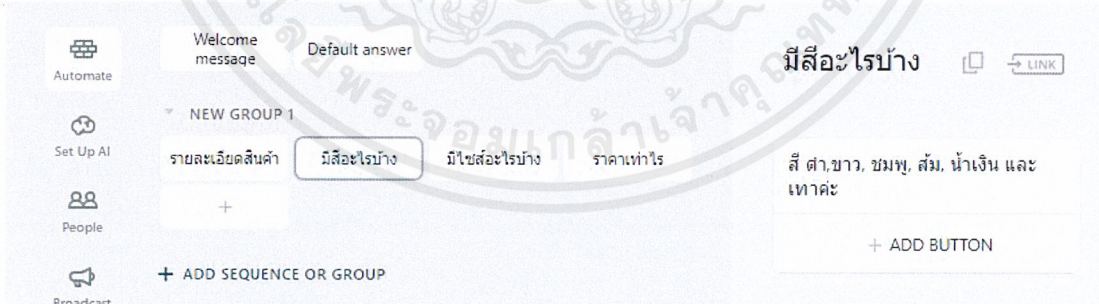 Automate
Set Up AI
People
Broadcast
Welcome
message
Default answer
NEW GROUP 1
รายละเอียดสินค้า
มีสีอะไรบ้าง
มีไซส์อะไรบ้าง
ราคาเท่าไร
+
+ ADD SEQUENCE OR GROUP
มีสีอะไรบ้าง
LINK
สี ดำ,ขาว, ชมพู, ส้ม, น้ำเงิน และ
เทาค่ะ
+ ADD BUTTON